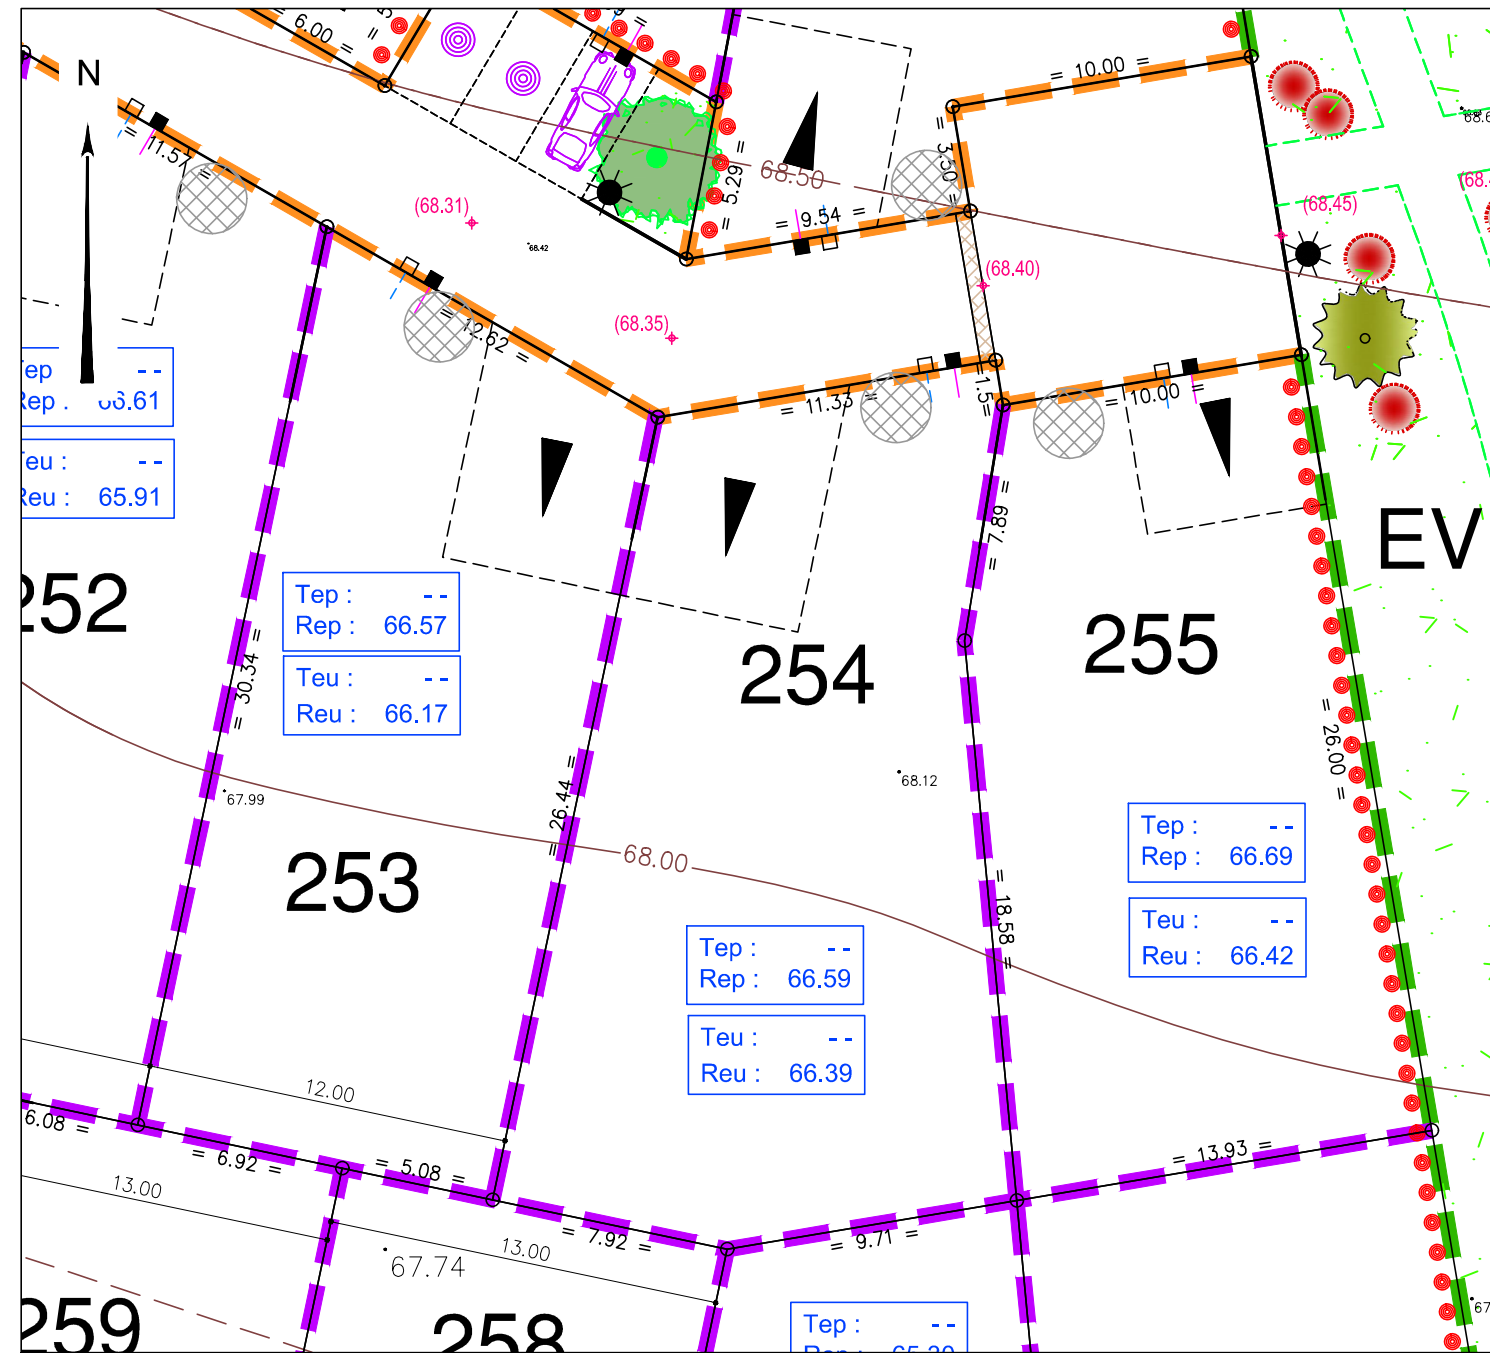 = 6.00 =
N
= 11.57 =
= 10.00 =
= 3.50 =
= 5.29 =
68.50
= 9.54 =
(68.31)
68.42
(68.45)
(68.40)
(68.35)
= 12.62 =
= 11.33 =
=1.5=
= 10.00 =
Tep
--
Rep :
Teu :
--
Reu : 65.91
= 7.89 =
EV
252
Tep : --
Rep : 66.57
Teu : --
Reu : 66.17
254
255
= 30.34 =
= 26.44 =
67.99
68.12
= 26.00 =
68.00
253
= 18.58 =
Tep : --
Rep : 66.69
Teu : --
Reu : 66.42
Tep : --
Rep : 66.59
Teu : --
Reu : 66.39
12.00
6.08 =
= 6.92 =
= 5.08 =
= 13.93 =
13.00
= 7.92 =
13.00
= 9.71 =
67.74
259
258
Tep : --